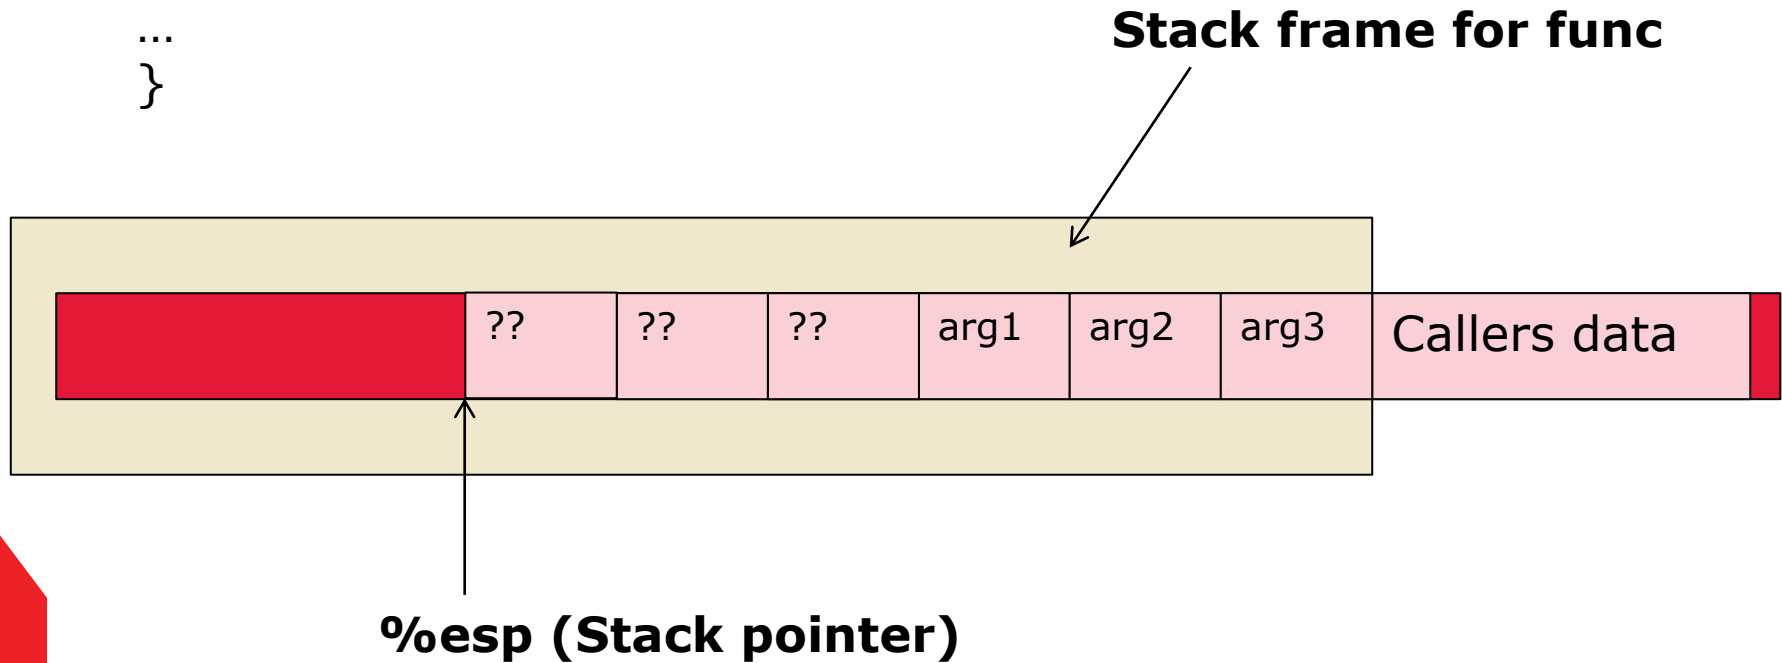 ...
}
Stack frame for func
??
??
??
arg1
arg2
arg3
Callers data
%esp (Stack pointer)